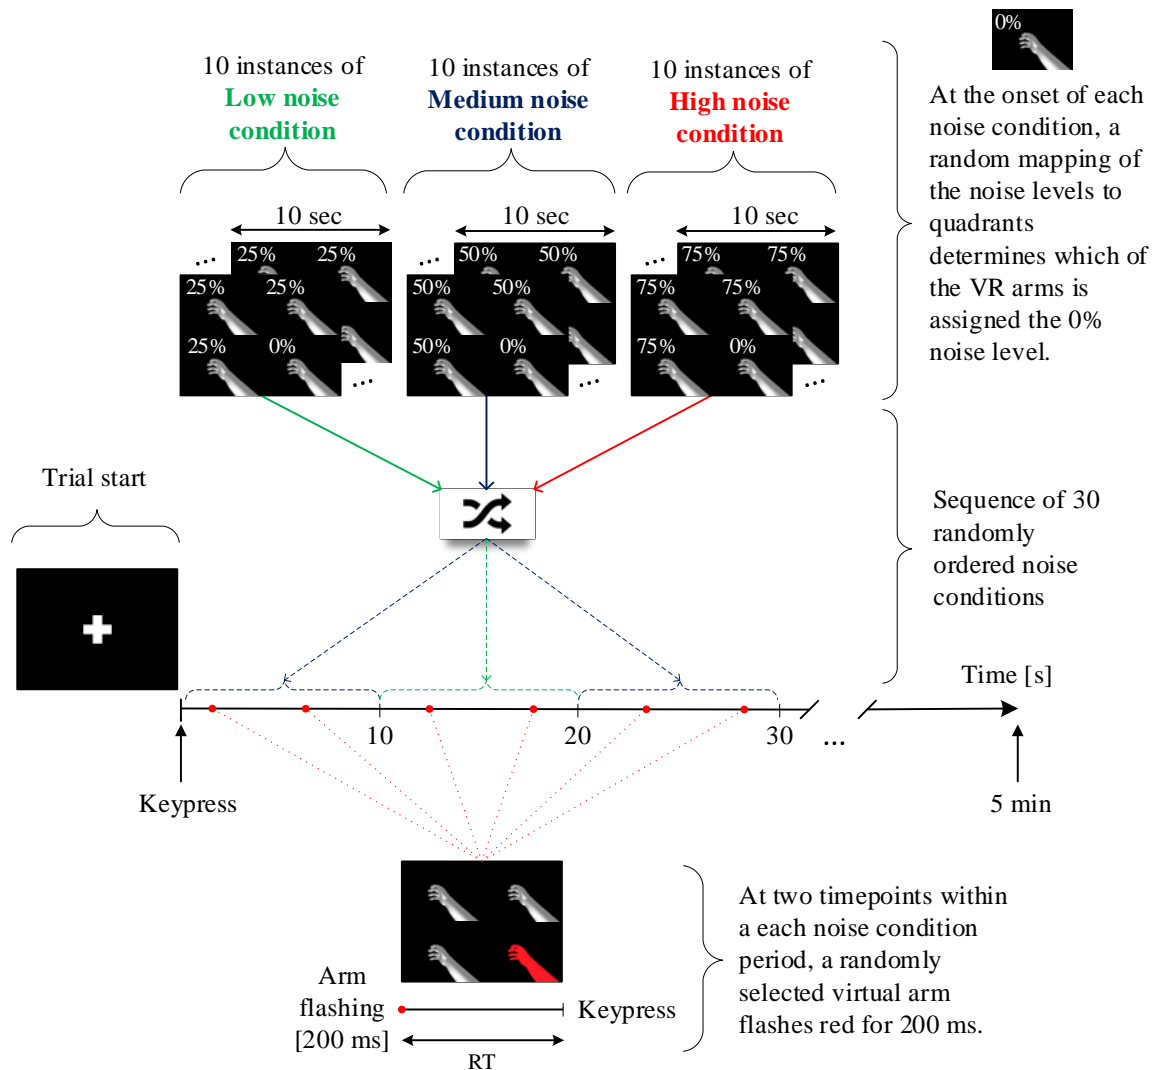 10 instances of
Low noise
condition
10 instances of
Medium noise
condition
10 instances of
High noise
condition
0%
At the onset of each
noise condition, a
random mapping of
the noise levels to
quadrants
determines which of
the VR arms is
assigned the 0%
noise level.
10 sec
10 sec
10 sec
...
25%
25%
25%
25%
25%
0%
...
...
50%
50%
50%
50%
50%
0%
...
...
75%
75%
75%
75%
75%
0%
...
Trial start
Sequence of 30
randomly
ordered noise
conditions
Time [s]
10
20
30
...
Keypress
5 min
At two timepoints within
a each noise condition
period, a randomly
selected virtual arm
flashes red for 200 ms.
Arm
flashing
[200 ms]
Keypress
RT